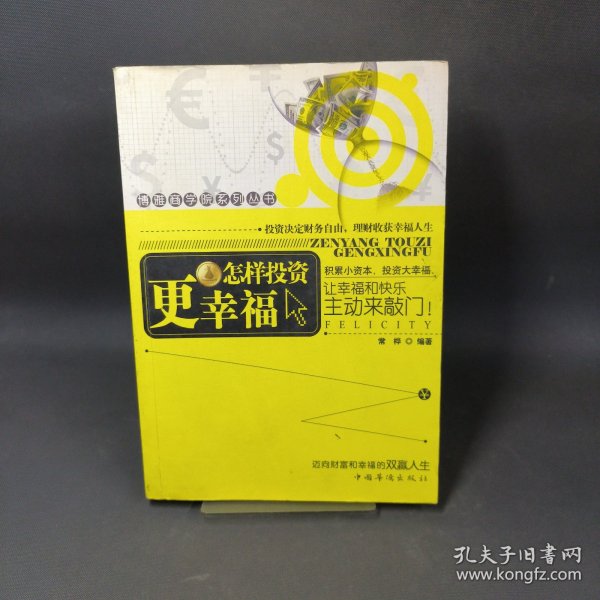 博雅商学院系列丛书
投资决定财务自由，理财收获幸福人生
ZENYANG TOUZI
GENGXINGFU
怎样投资
更幸福
积累小资本，投资大幸福，
让幸福和快乐
主动来敲门！
FELICITY
常桦 编著
迈向财富和幸福的双赢人生
中国华侨出版社
孔夫子旧书网
www.kongfz.com